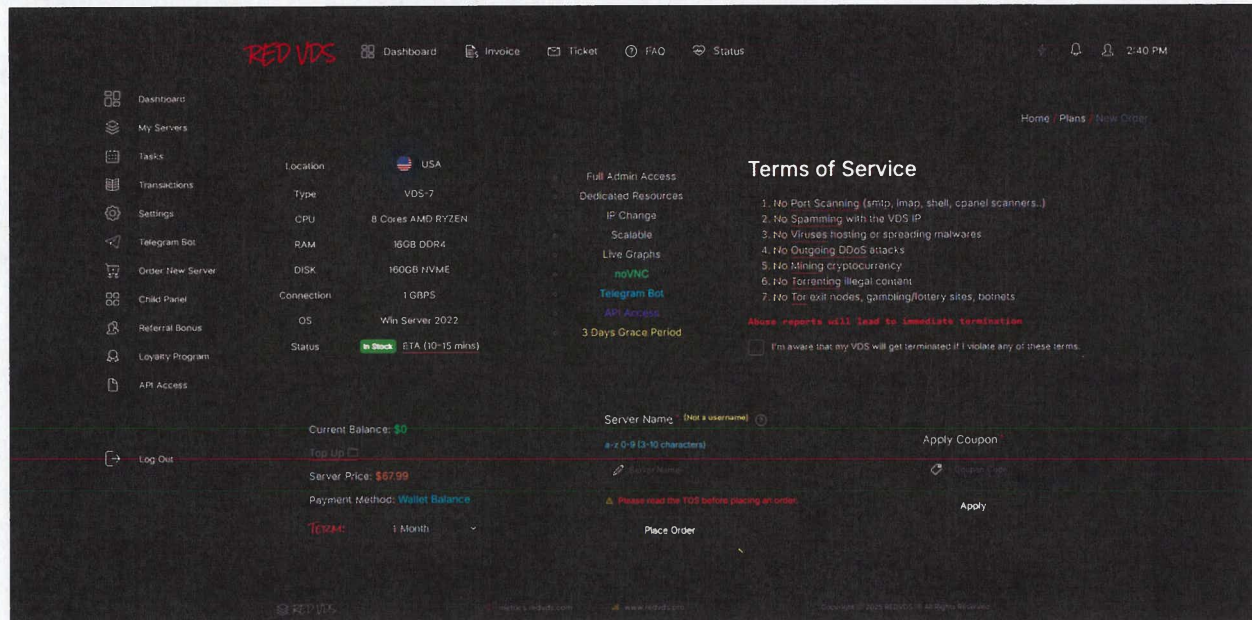 RED VDS
Dashboard
Invoice
Ticket
FAQ
Status
2:40 PM
Dashboard
My Servers
Tasks
Transactions
Settings
Telegram Bot
Order New Server
Child Panel
Referral Bonus
Loyalty Program
API Access
Log Out
Home / Plans / New Order
Location USA
Type VDS-7
CPU 8 Cores AMD RYZEN
RAM 16GB DDR4
DISK 160GB NVME
Connection 1 GBPS
OS Win Server 2022
Status In Stock ETA (10-15 mins)
Full Admin Access
Dedicated Resources
IP Change
Scalable
Live Graphs
noVNC
Telegram Bot
API Access
3 Days Grace Period
Terms of Service
1. No Port Scanning (smtp, imap, shell, cpanel scanners..)
2. No Spamming with the VDS IP
3. No Viruses hosting or spreading malwares
4. No Outgoing DDoS attacks
5. No Mining cryptocurrency
6. No Torrenting illegal content
7. No Tor exit nodes, gambling/lottery sites, botnets
Abuse reports will lead to immediate termination
I'm aware that my VDS will get terminated if I violate any of these terms.
Current Balance: $0
Top Up
Server Price: $67.99
Payment Method: Wallet Balance
TERM: 1 Month
Server Name * (Not a username)
a-z 0-9 (3-10 characters)
Server Name
Please read the TOS before placing an order.
Place Order
Apply Coupon *
Coupon Code
Apply
RED VDS